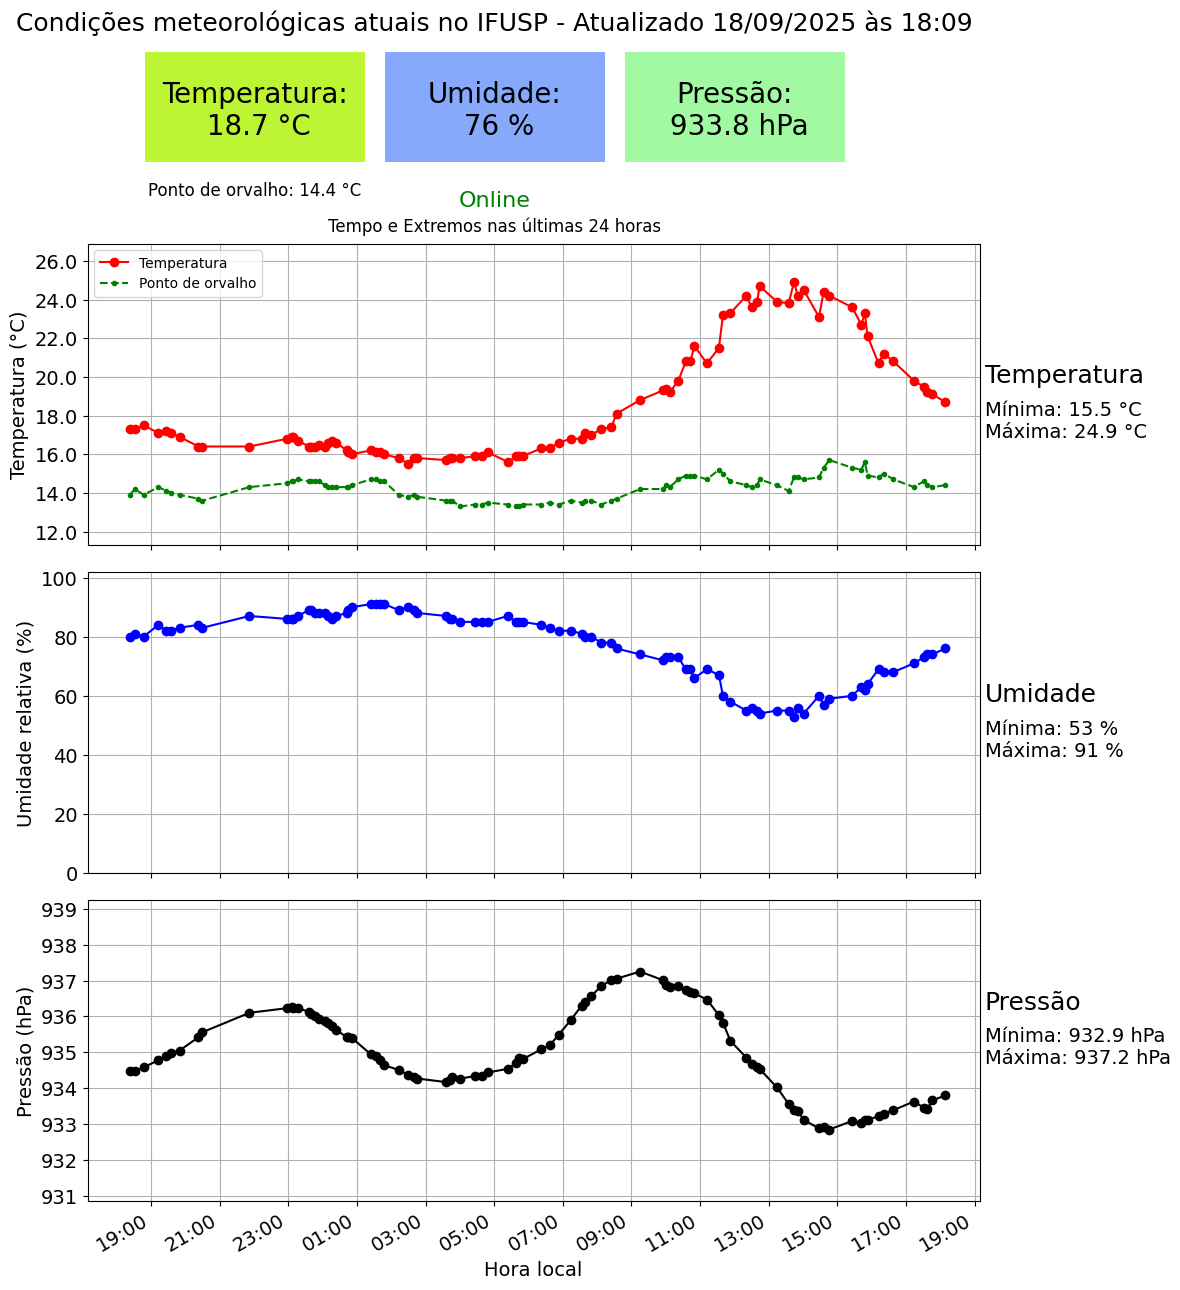 Condições meteorológicas atuais no IFUSP - Atualizado 18/09/2025 às 18:09
Temperatura:
18.7 °C
Umidade:
76 %
Pressão:
933.8 hPa
Ponto de orvalho: 14.4 °C
Online
Tempo e Extremos nas últimas 24 horas
Temperatura (°C)
26.0
24.0
22.0
20.0
18.0
16.0
14.0
12.0
Temperatura
Ponto de orvalho
Temperatura
Mínima: 15.5 °C
Máxima: 24.9 °C
Umidade relativa (%)
100
80
60
40
20
0
Umidade
Mínima: 53 %
Máxima: 91 %
Pressão (hPa)
939
938
937
936
935
934
933
932
931
Pressão
Mínima: 932.9 hPa
Máxima: 937.2 hPa
19:00
21:00
23:00
01:00
03:00
05:00
07:00
09:00
11:00
13:00
15:00
17:00
19:00
Hora local